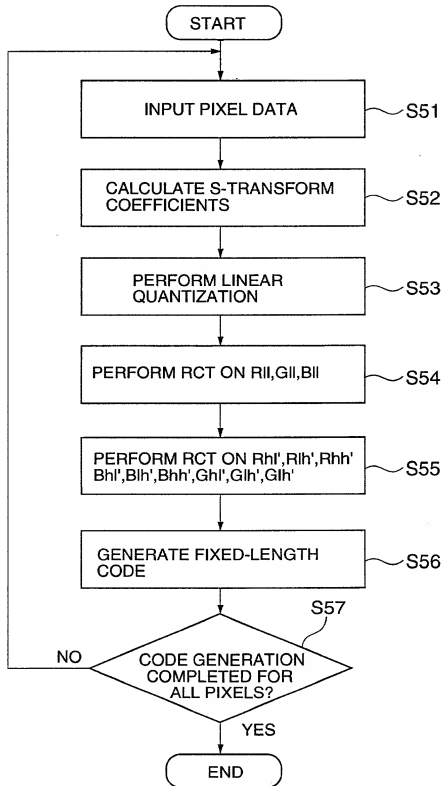 START
INPUT PIXEL DATA
S51
CALCULATE S-TRANSFORM
COEFFICIENTS
S52
PERFORM LINEAR
QUANTIZATION
S53
PERFORM RCT ON Rll,Gll,Bll
S54
PERFORM RCT ON Rhl',Rlh',Rhh'
Bhl',Blh',Bhh',Ghl',Glh',Glh'
S55
GENERATE FIXED-LENGTH
CODE
S56
S57
NO
CODE GENERATION
COMPLETED FOR
ALL PIXELS?
YES
END